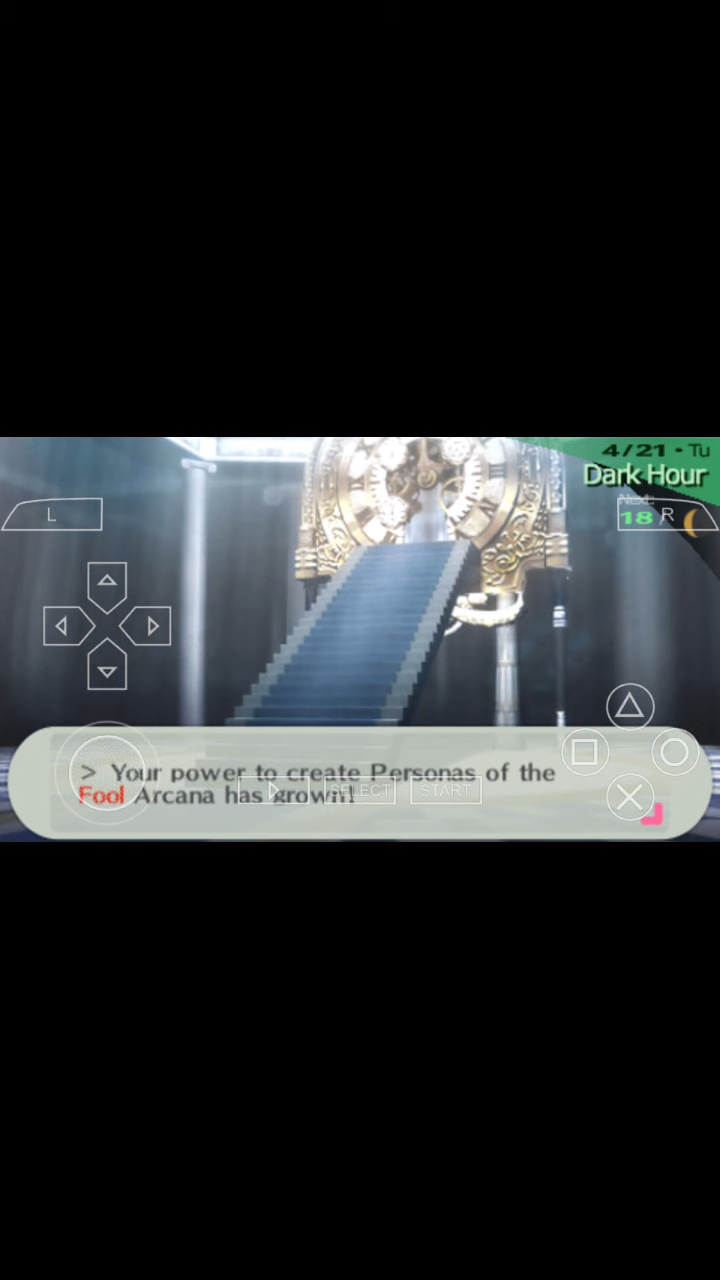 4/21 • Tu
Dark Hour
Next:
18
L
R
> Your power to create Personas of the
Fool Arcana has grown!
SELECT
START